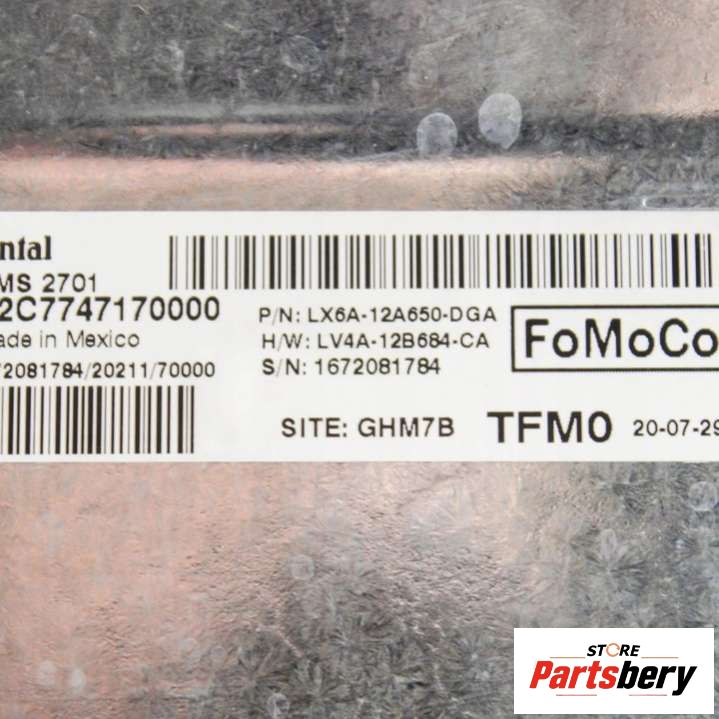 ntal
MS 2701
2C7747170000
ade in Mexico
2081784/20211/70000
P/N: LX6A-12A650-DGA
H/W: LV4A-12B684-CA
S/N: 1672081784
FoMoCo
SITE: GHM7B TFM0 20-07-29
STORE
Partsbery